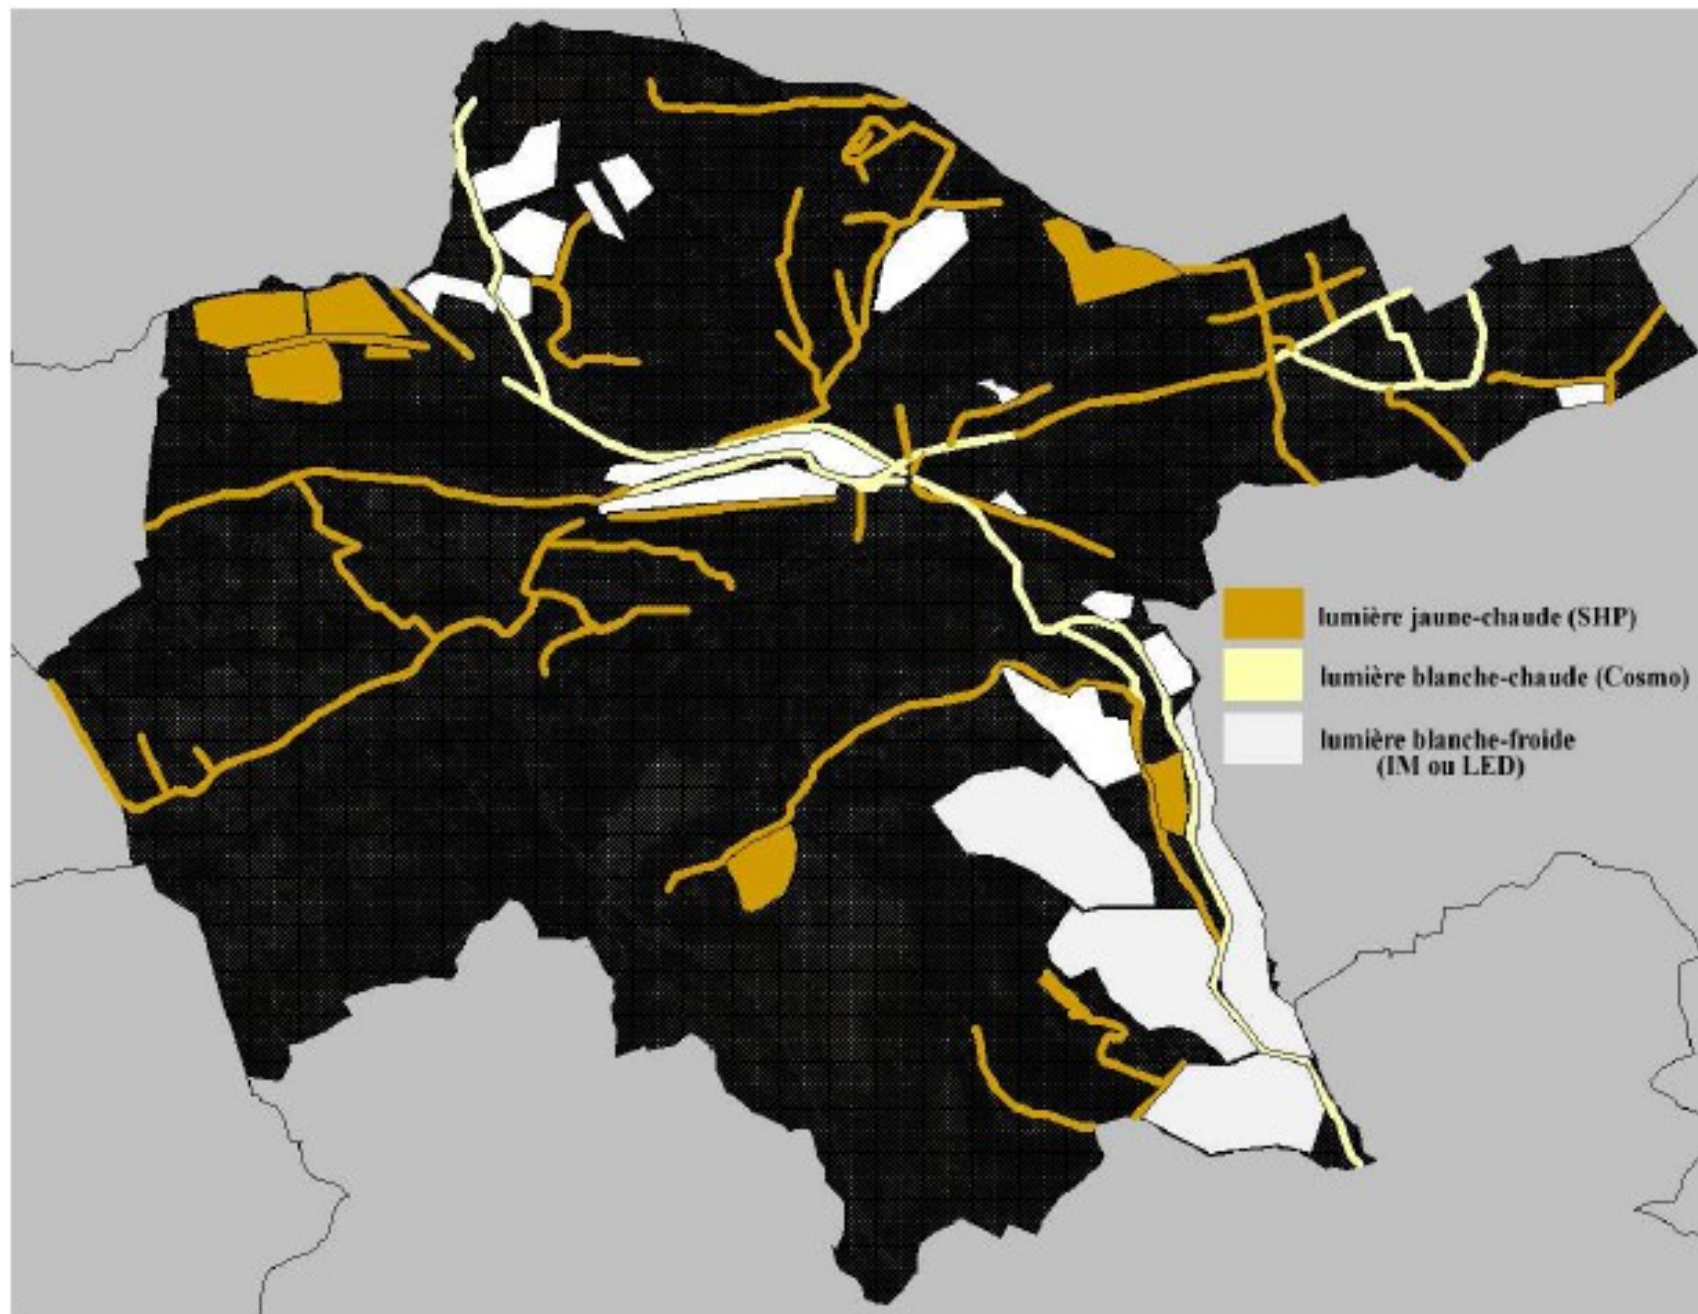 lumière jaune-chaude (SHP)
lumière blanche-chaude (Cosmo)
lumière blanche-froide
(IM ou LED)